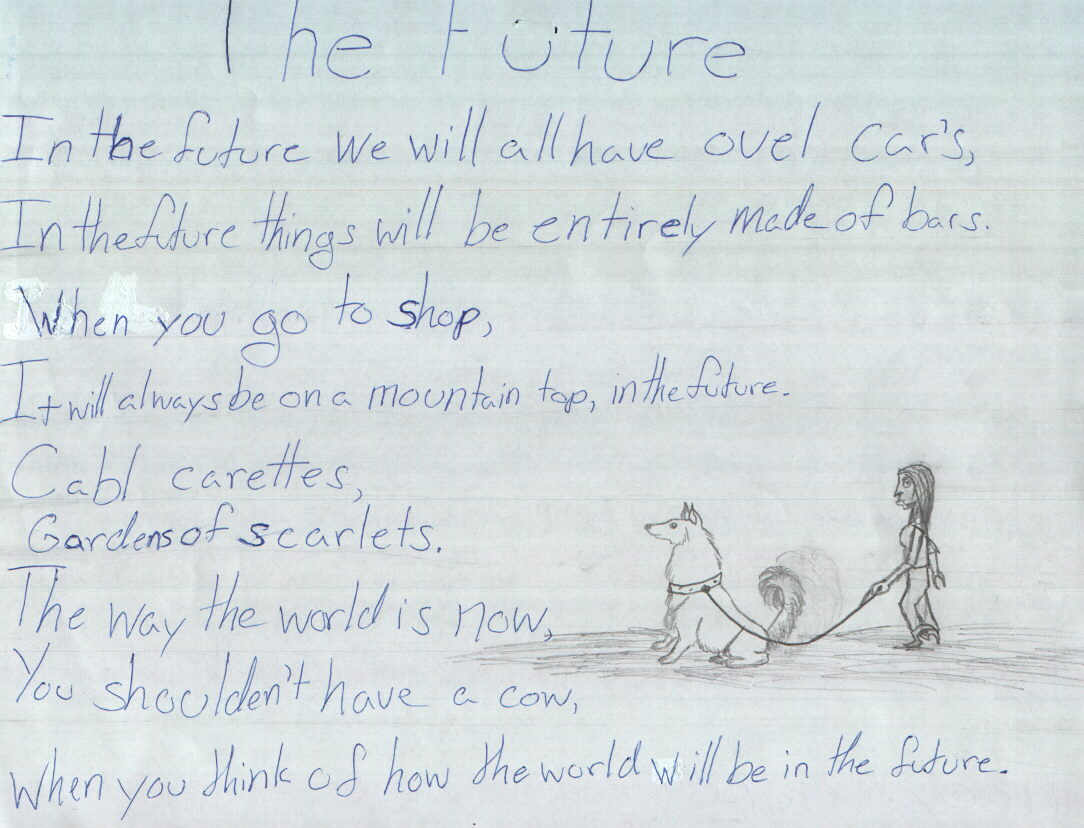 The Future
In the future we will all have ovel car's,
In the future things will be entirely made of bars.
When you go to shop,
It will always be on a mountain top, in the future.
Cabl carettes,
Gardens of scarlets.
The way the world is now,
You shoulden't have a cow,
When you think of how the world will be in the future.